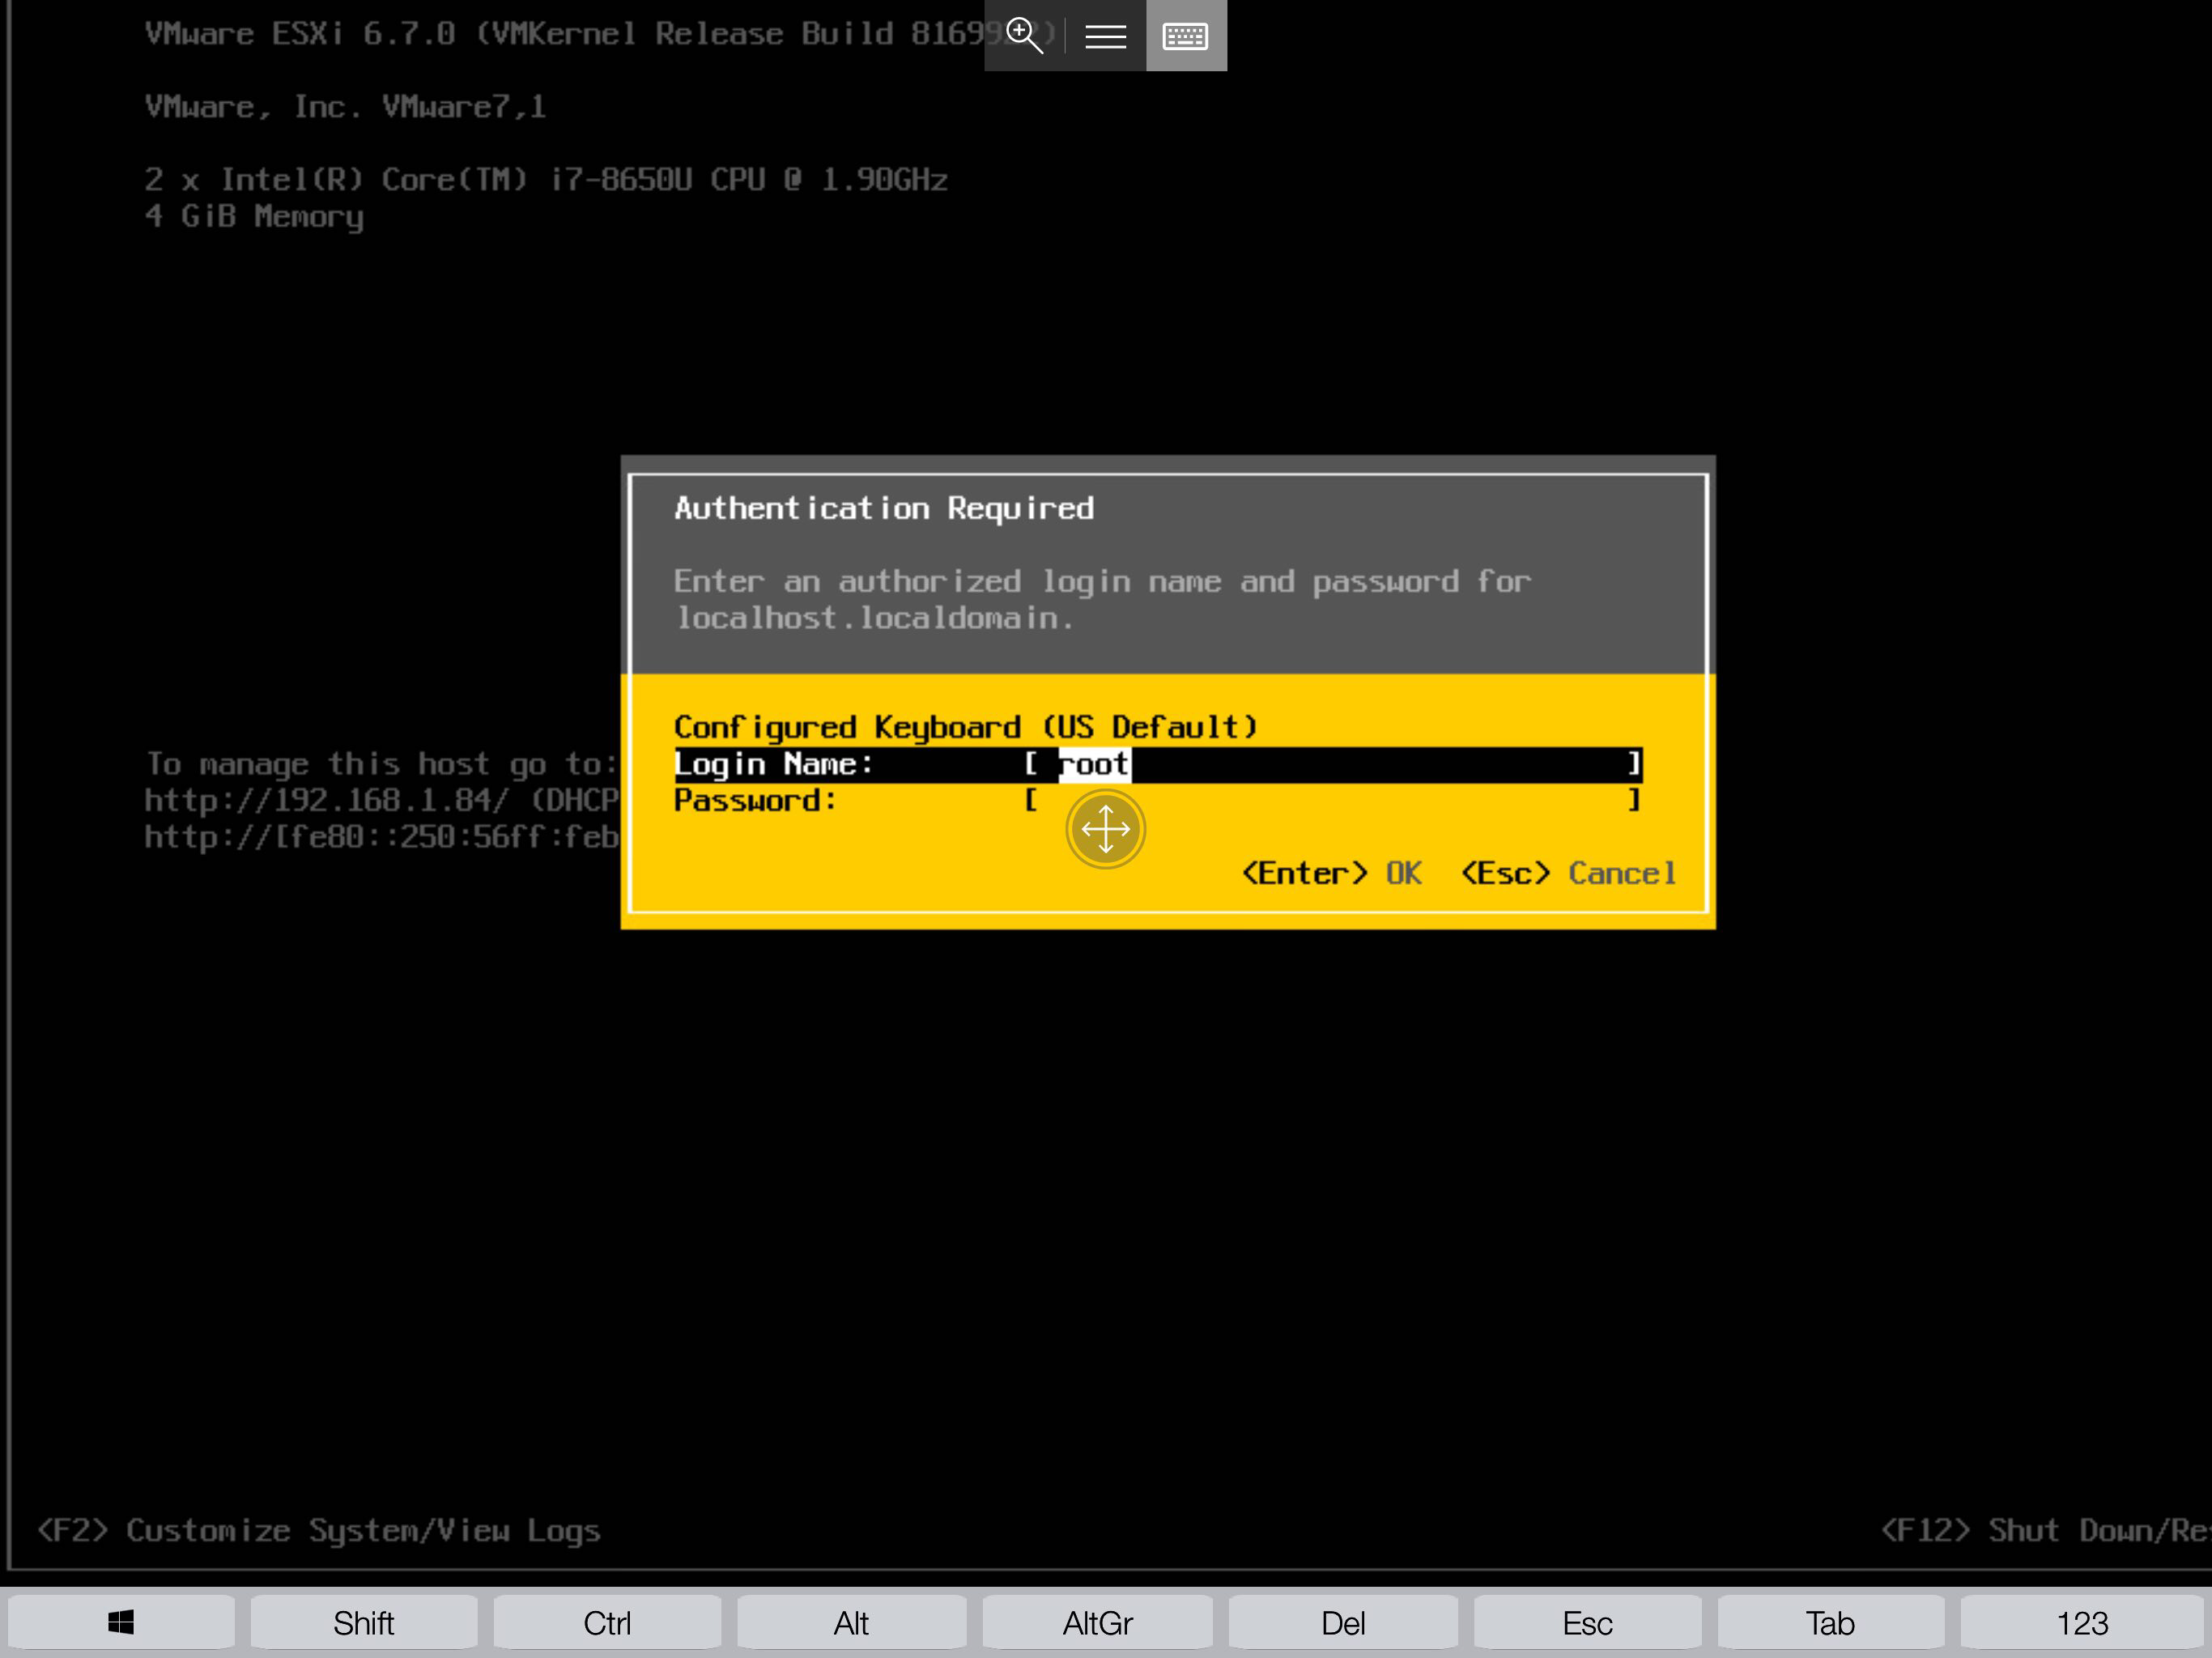 VMware ESXi 6.7.0 (VMKernel Release Build 8169922)
VMware, Inc. VMware7,1
2 x Intel(R) Core(TM) i7-8650U CPU @ 1.90GHz
4 GiB Memory
Authentication Required
Enter an authorized login name and password for
localhost.localdomain.
Configured Keyboard (US Default)
Login Name: [ root ]
Password: [ ]
<Enter> OK <Esc> Cancel
To manage this host go to:
http://192.168.1.84/ (DHCP
http://[fe80::250:56ff:feb
<F2> Customize System/View Logs
<F12> Shut Down/Re
Shift Ctrl Alt AltGr Del Esc Tab 123